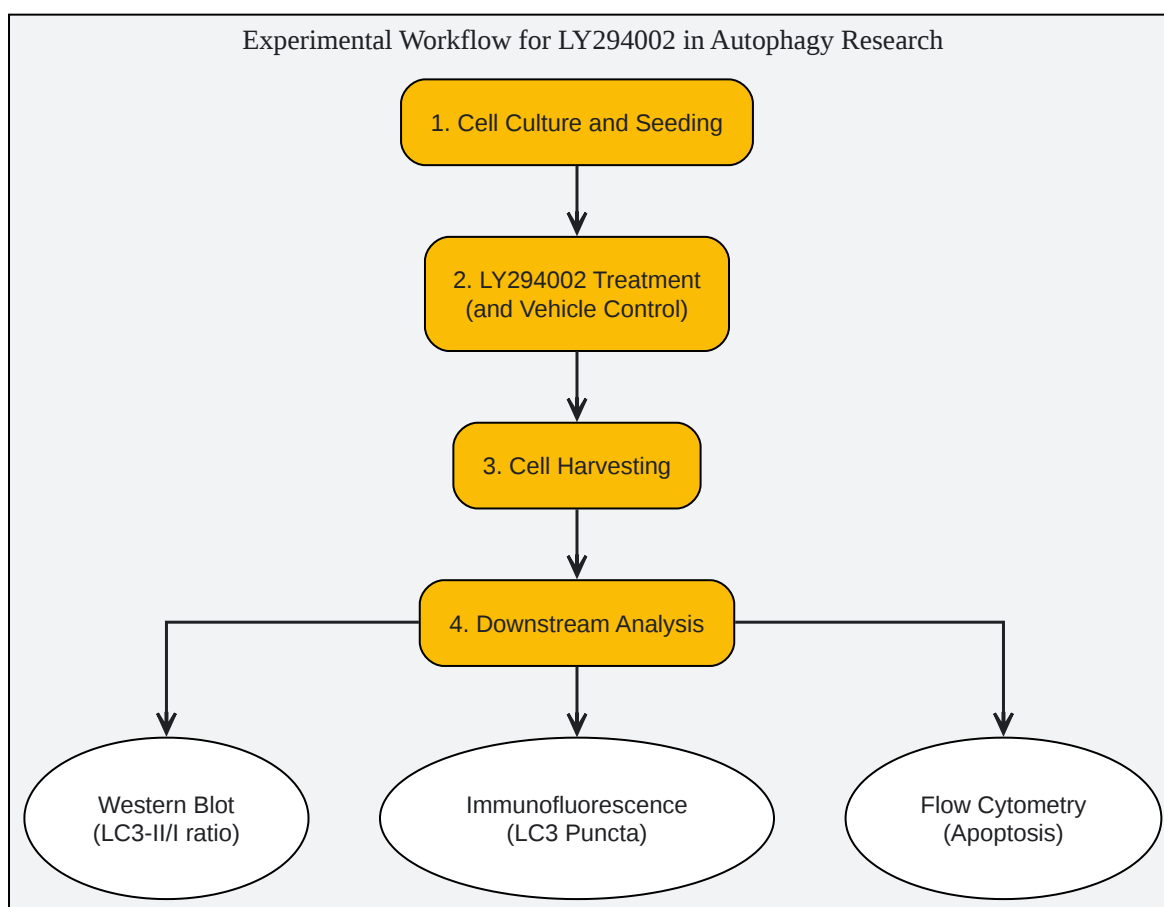 Experimental Workflow for LY294002 in Autophagy Research
1. Cell Culture and Seeding
2. LY294002 Treatment
(and Vehicle Control)
3. Cell Harvesting
4. Downstream Analysis
Western Blot
(LC3-II/I ratio)
Immunofluorescence
(LC3 Puncta)
Flow Cytometry
(Apoptosis)